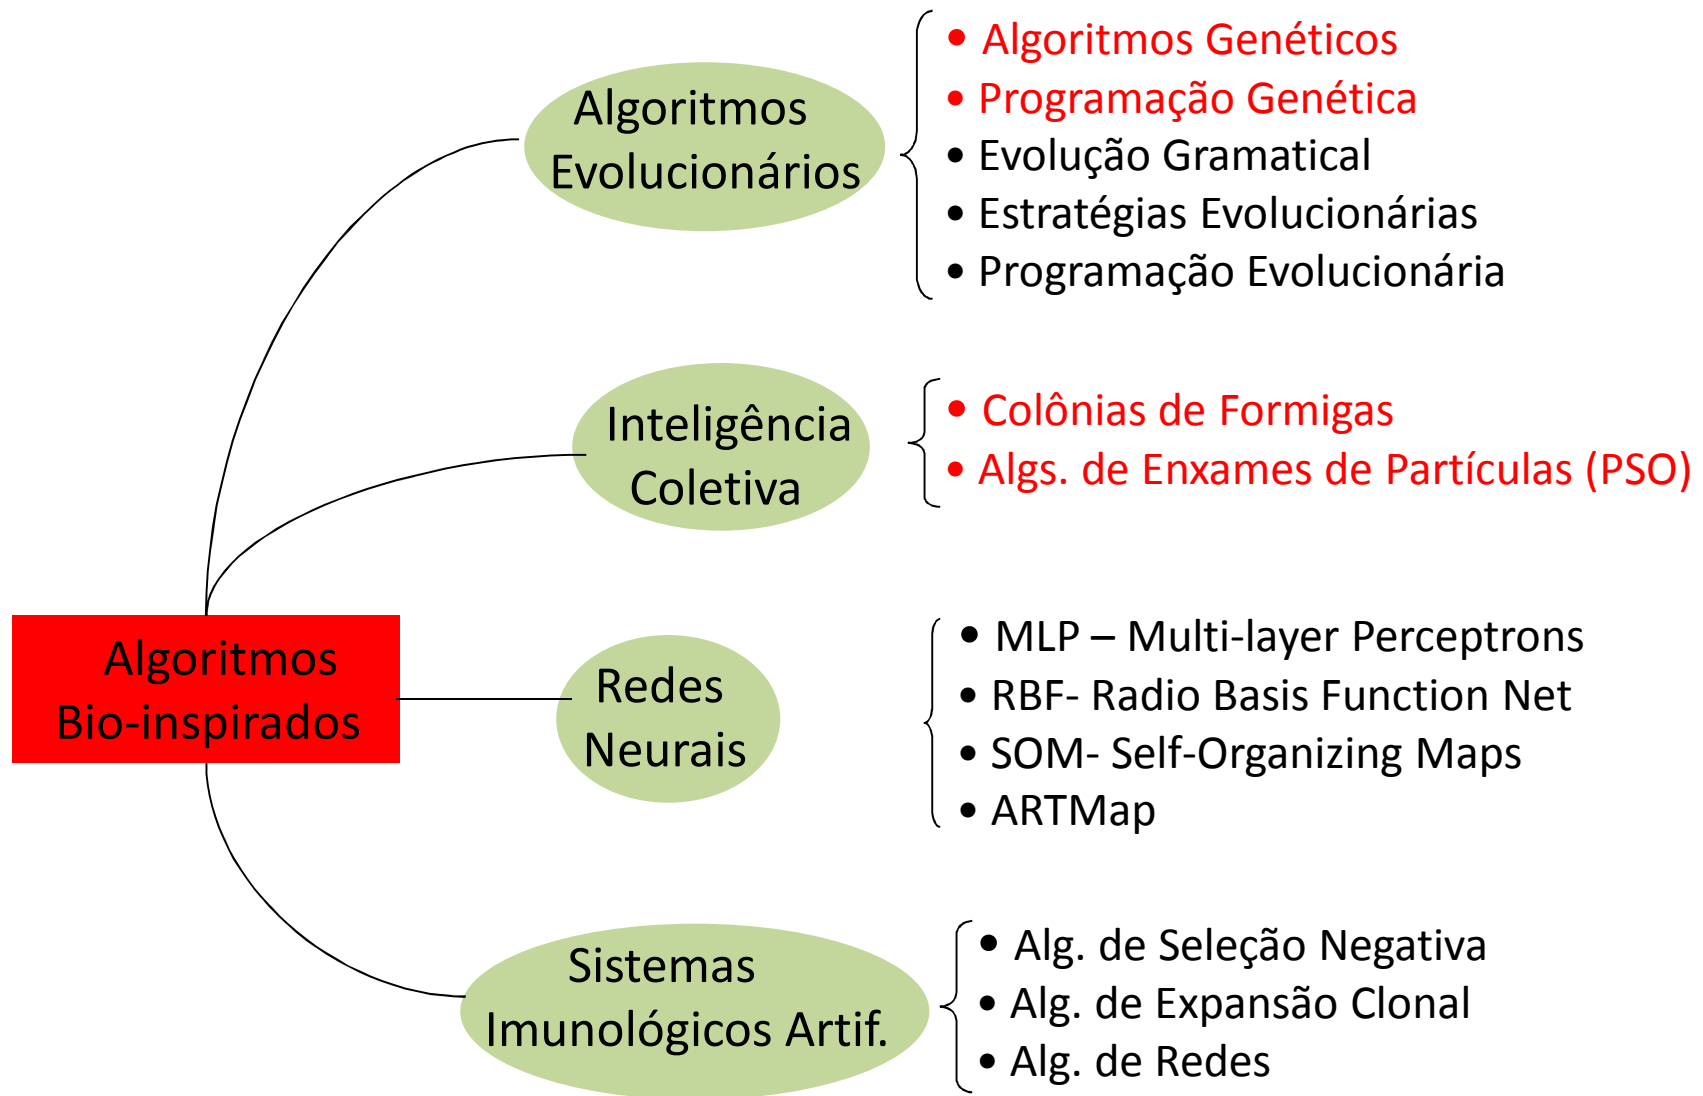 Algoritmos
Evolucionários
• Algoritmos Genéticos
• Programação Genética
• Evolução Gramatical
• Estratégias Evolucionárias
• Programação Evolucionária
Inteligência
Coletiva
• Colônias de Formigas
• Algs. de Enxames de Partículas (PSO)
Algoritmos
Bio-inspirados
Redes
Neurais
• MLP – Multi-layer Perceptrons
• RBF- Radio Basis Function Net
• SOM- Self-Organizing Maps
• ARTMap
Sistemas
Imunológicos Artif.
• Alg. de Seleção Negativa
• Alg. de Expansão Clonal
• Alg. de Redes